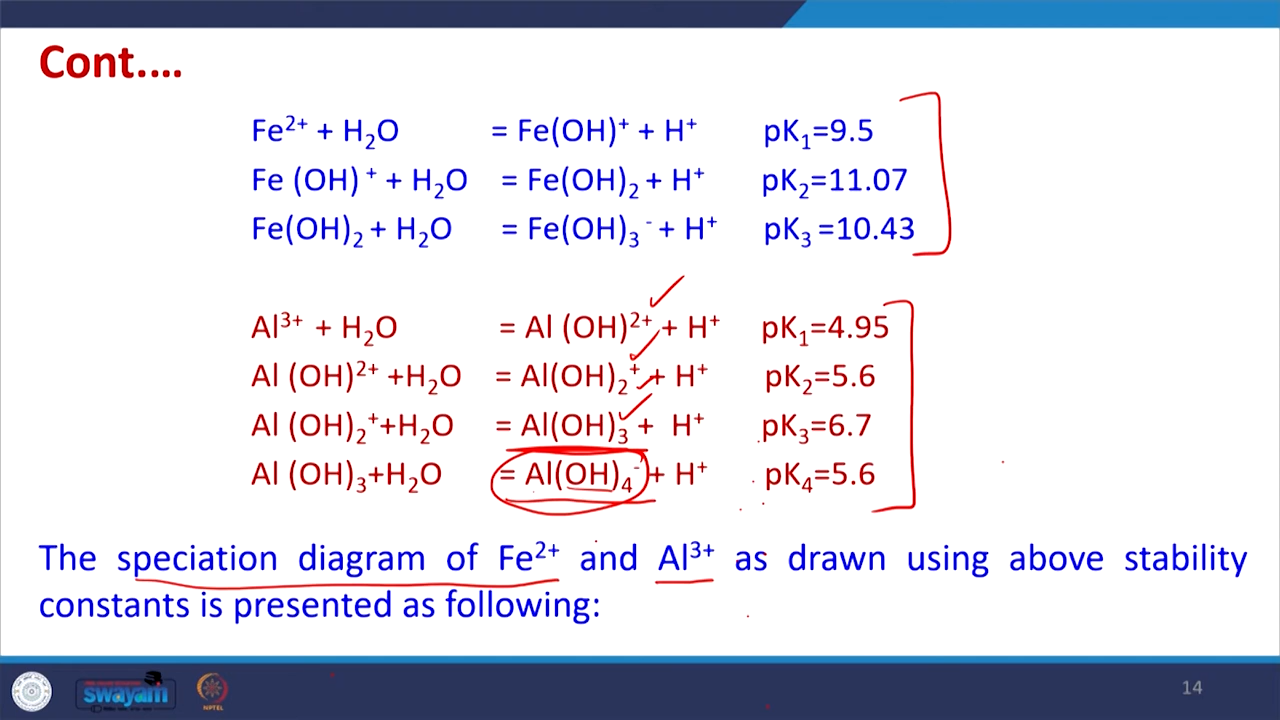 Cont....
Fe²⁺ + H₂O = Fe(OH)⁺ + H⁺ pK₁=9.5
Fe (OH) ⁺ + H₂O = Fe(OH)₂ + H⁺ pK₂=11.07
Fe(OH)₂ + H₂O = Fe(OH)₃ ⁻ + H⁺ pK₃ =10.43
Al³⁺ + H₂O = Al (OH)²⁺ + H⁺ pK₁=4.95
Al (OH)²⁺ +H₂O = Al(OH)₂⁺ + H⁺ pK₂=5.6
Al (OH)₂⁺+H₂O = Al(OH)₃ + H⁺ pK₃=6.7
Al (OH)₃+H₂O = Al(OH)₄⁻ + H⁺ pK₄=5.6
The speciation diagram of Fe²⁺ and Al³⁺ as drawn using above stability
constants is presented as following:
swayam
NPTEL
14